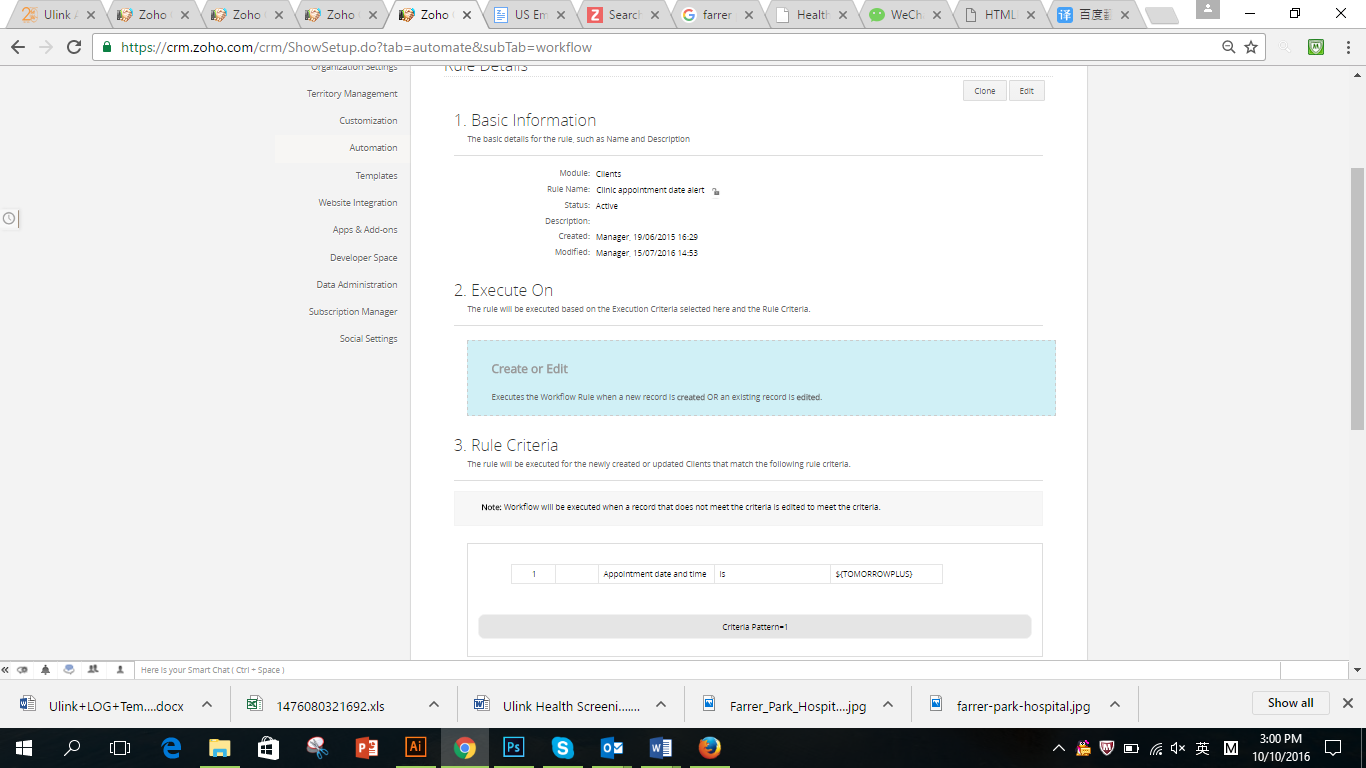 Ulink A
Zoho
Zoho
Zoho
Zoho
US Em
Searc
farrer
Health
WeCh
HTML
译 百度
https://crm.zoho.com/crm/ShowSetup.do?tab=automate&subTab=workflow
Organization Settings
Territory Management
Customization
Automation
Templates
Website Integration
Apps & Add-ons
Developer Space
Data Administration
Subscription Manager
Social Settings
Rule Details
Clone Edit
1. Basic Information
The basic details for the rule, such as Name and Description
Module: Clients
Rule Name: Clinic appointment date alert
Status: Active
Description:
Created: Manager, 19/06/2015 16:29
Modified: Manager, 15/07/2016 14:53
2. Execute On
The rule will be executed based on the Execution Criteria selected here and the Rule Criteria.
Create or Edit
Executes the Workflow Rule when a new record is created OR an existing record is edited.
3. Rule Criteria
The rule will be executed for the newly created or updated Clients that match the following rule criteria.
Note: Workflow will be executed when a record that does not meet the criteria is edited to meet the criteria.
1 Appointment date and time is ${TOMORROWPLUS}
Criteria Pattern=1
Here is your Smart Chat ( Ctrl + Space )
Ulink+LOG+Tem....docx
1476080321692.xls
Ulink Health Screeni.......
Farrer_Park_Hospit....jpg
farrer-park-hospital.jpg
Show all
英 M
3:00 PM
10/10/2016